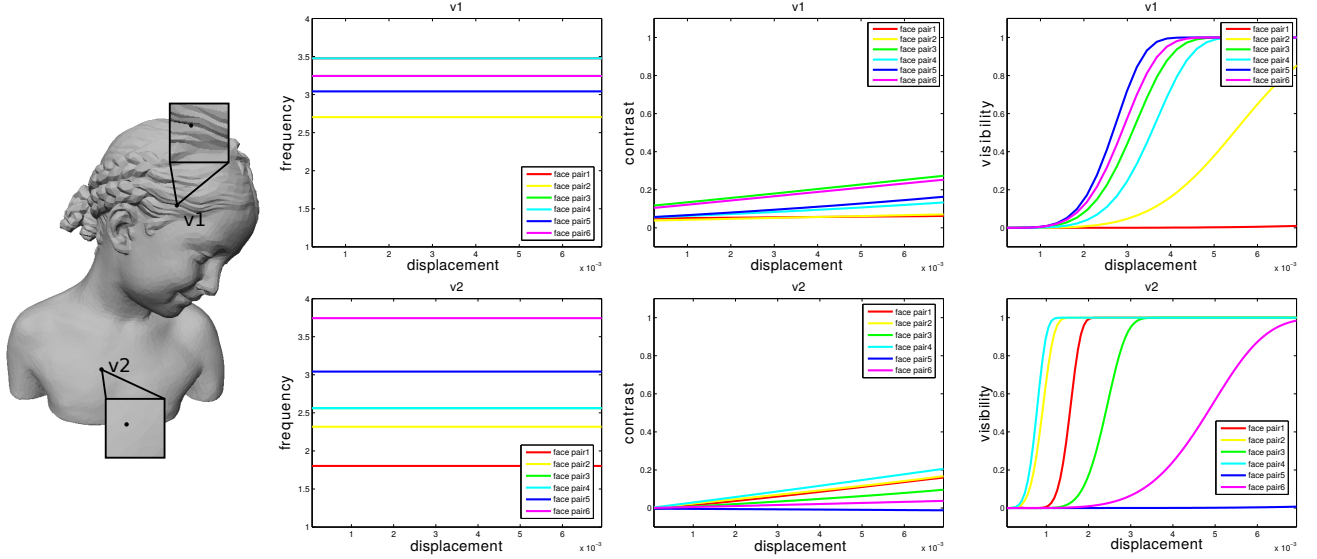 v1
v2
v1
frequency
4
3.5
3
2.5
2
1.5
1
1 2 3 4 5 6
x 10⁻³
displacement
face pair1
face pair2
face pair3
face pair4
face pair5
face pair6
v1
contrast
1
0.8
0.6
0.4
0.2
0
1 2 3 4 5 6
x 10⁻³
displacement
face pair1
face pair2
face pair3
face pair4
face pair5
face pair6
v1
visibility
1
0.8
0.6
0.4
0.2
0
1 2 3 4 5 6
x 10⁻³
displacement
face pair1
face pair2
face pair3
face pair4
face pair5
face pair6
v2
frequency
4
3.5
3
2.5
2
1.5
1
1 2 3 4 5 6
x 10⁻³
displacement
face pair1
face pair2
face pair3
face pair4
face pair5
face pair6
v2
contrast
1
0.8
0.6
0.4
0.2
0
1 2 3 4 5 6
x 10⁻³
displacement
face pair1
face pair2
face pair3
face pair4
face pair5
face pair6
v2
visibility
1
0.8
0.6
0.4
0.2
0
1 2 3 4 5 6
x 10⁻³
displacement
face pair1
face pair2
face pair3
face pair4
face pair5
face pair6